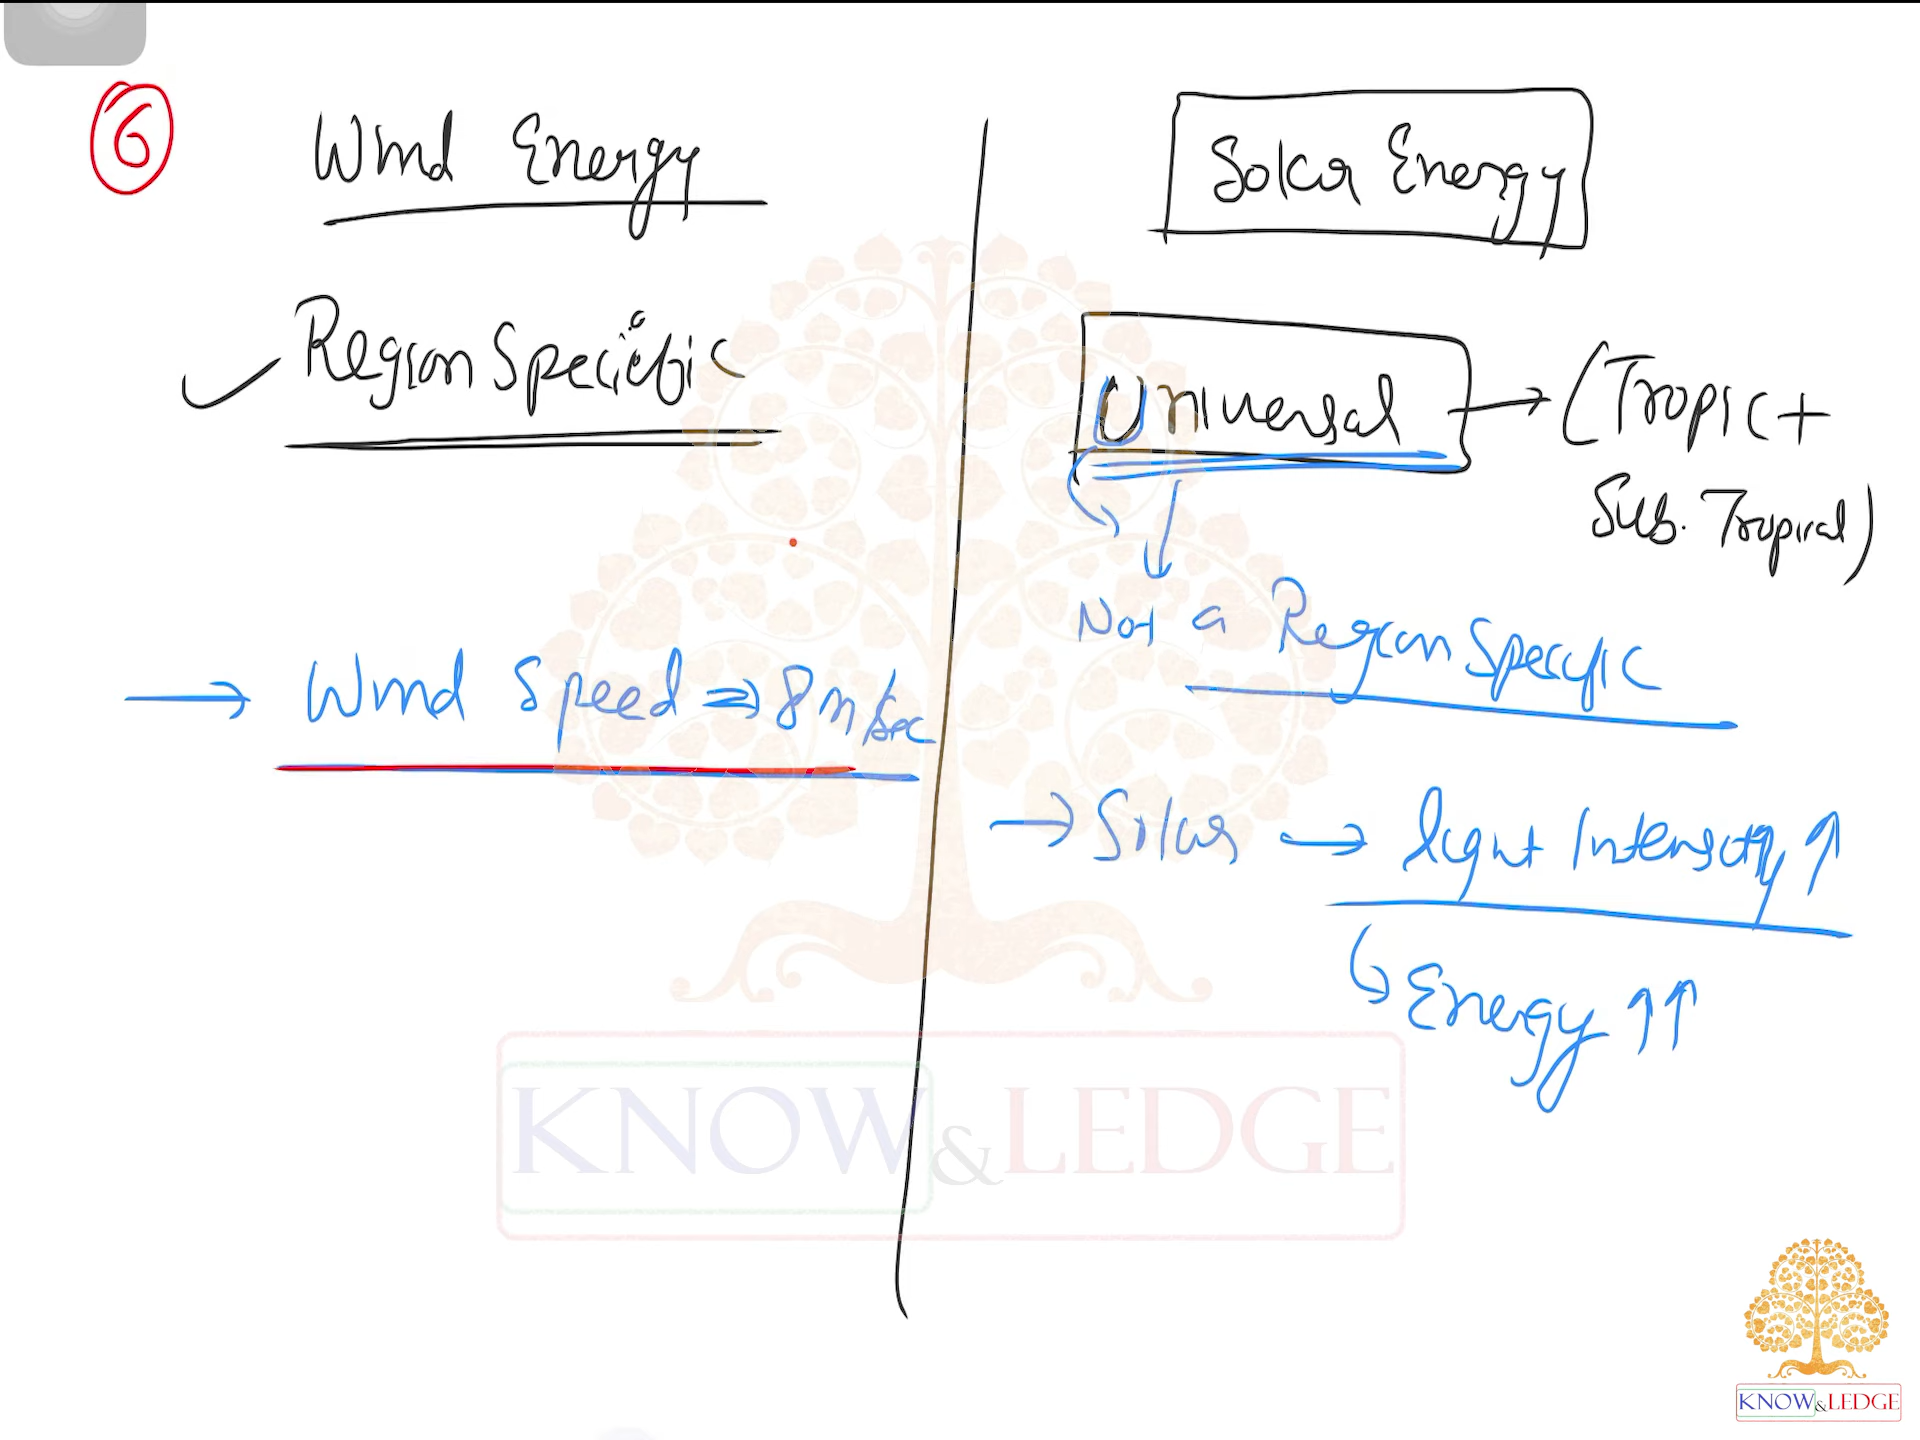 6
Wind Energy
Region Specific
→ Wind Speed ⇒ 8m/sec
Solar Energy
Universal → (Tropic +
Sub. Tropical)
Not a Region Specific
→ Solar → light Intensity ↑
Energy ↑↑
KNOW&LEDGE
KNOW&LEDGE